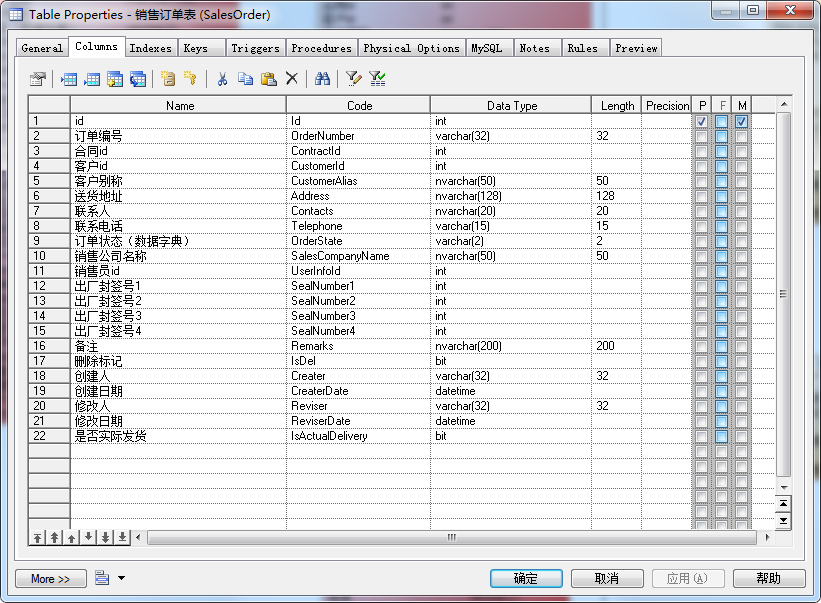 Table Properties - 销售订单表 (SalesOrder)
General Columns Indexes Keys Triggers Procedures Physical Options MySQL Notes Rules Preview
Name Code Data Type Length Precision P F M
1 id Id int
2 订单编号 OrderNumber varchar(32) 32
3 合同id ContractId int
4 客户id CustomerId int
5 客户别称 CustomerAlias nvarchar(50) 50
6 送货地址 Address nvarchar(128) 128
7 联系人 Contacts nvarchar(20) 20
8 联系电话 Telephone varchar(15) 15
9 订单状态（数据字典） OrderState varchar(2) 2
10 销售公司名称 SalesCompanyName nvarchar(50) 50
11 销售员id UserInfoId int
12 出厂封签号1 SealNumber1 int
13 出厂封签号2 SealNumber2 int
14 出厂封签号3 SealNumber3 int
15 出厂封签号4 SealNumber4 int
16 备注 Remarks nvarchar(200) 200
17 删除标记 IsDel bit
18 创建人 Creater varchar(32) 32
19 创建日期 CreaterDate datetime
20 修改人 Reviser varchar(32) 32
21 修改日期 ReviserDate datetime
22 是否实际发货 IsActualDelivery bit
More >> 确定 取消 应用(A) 帮助